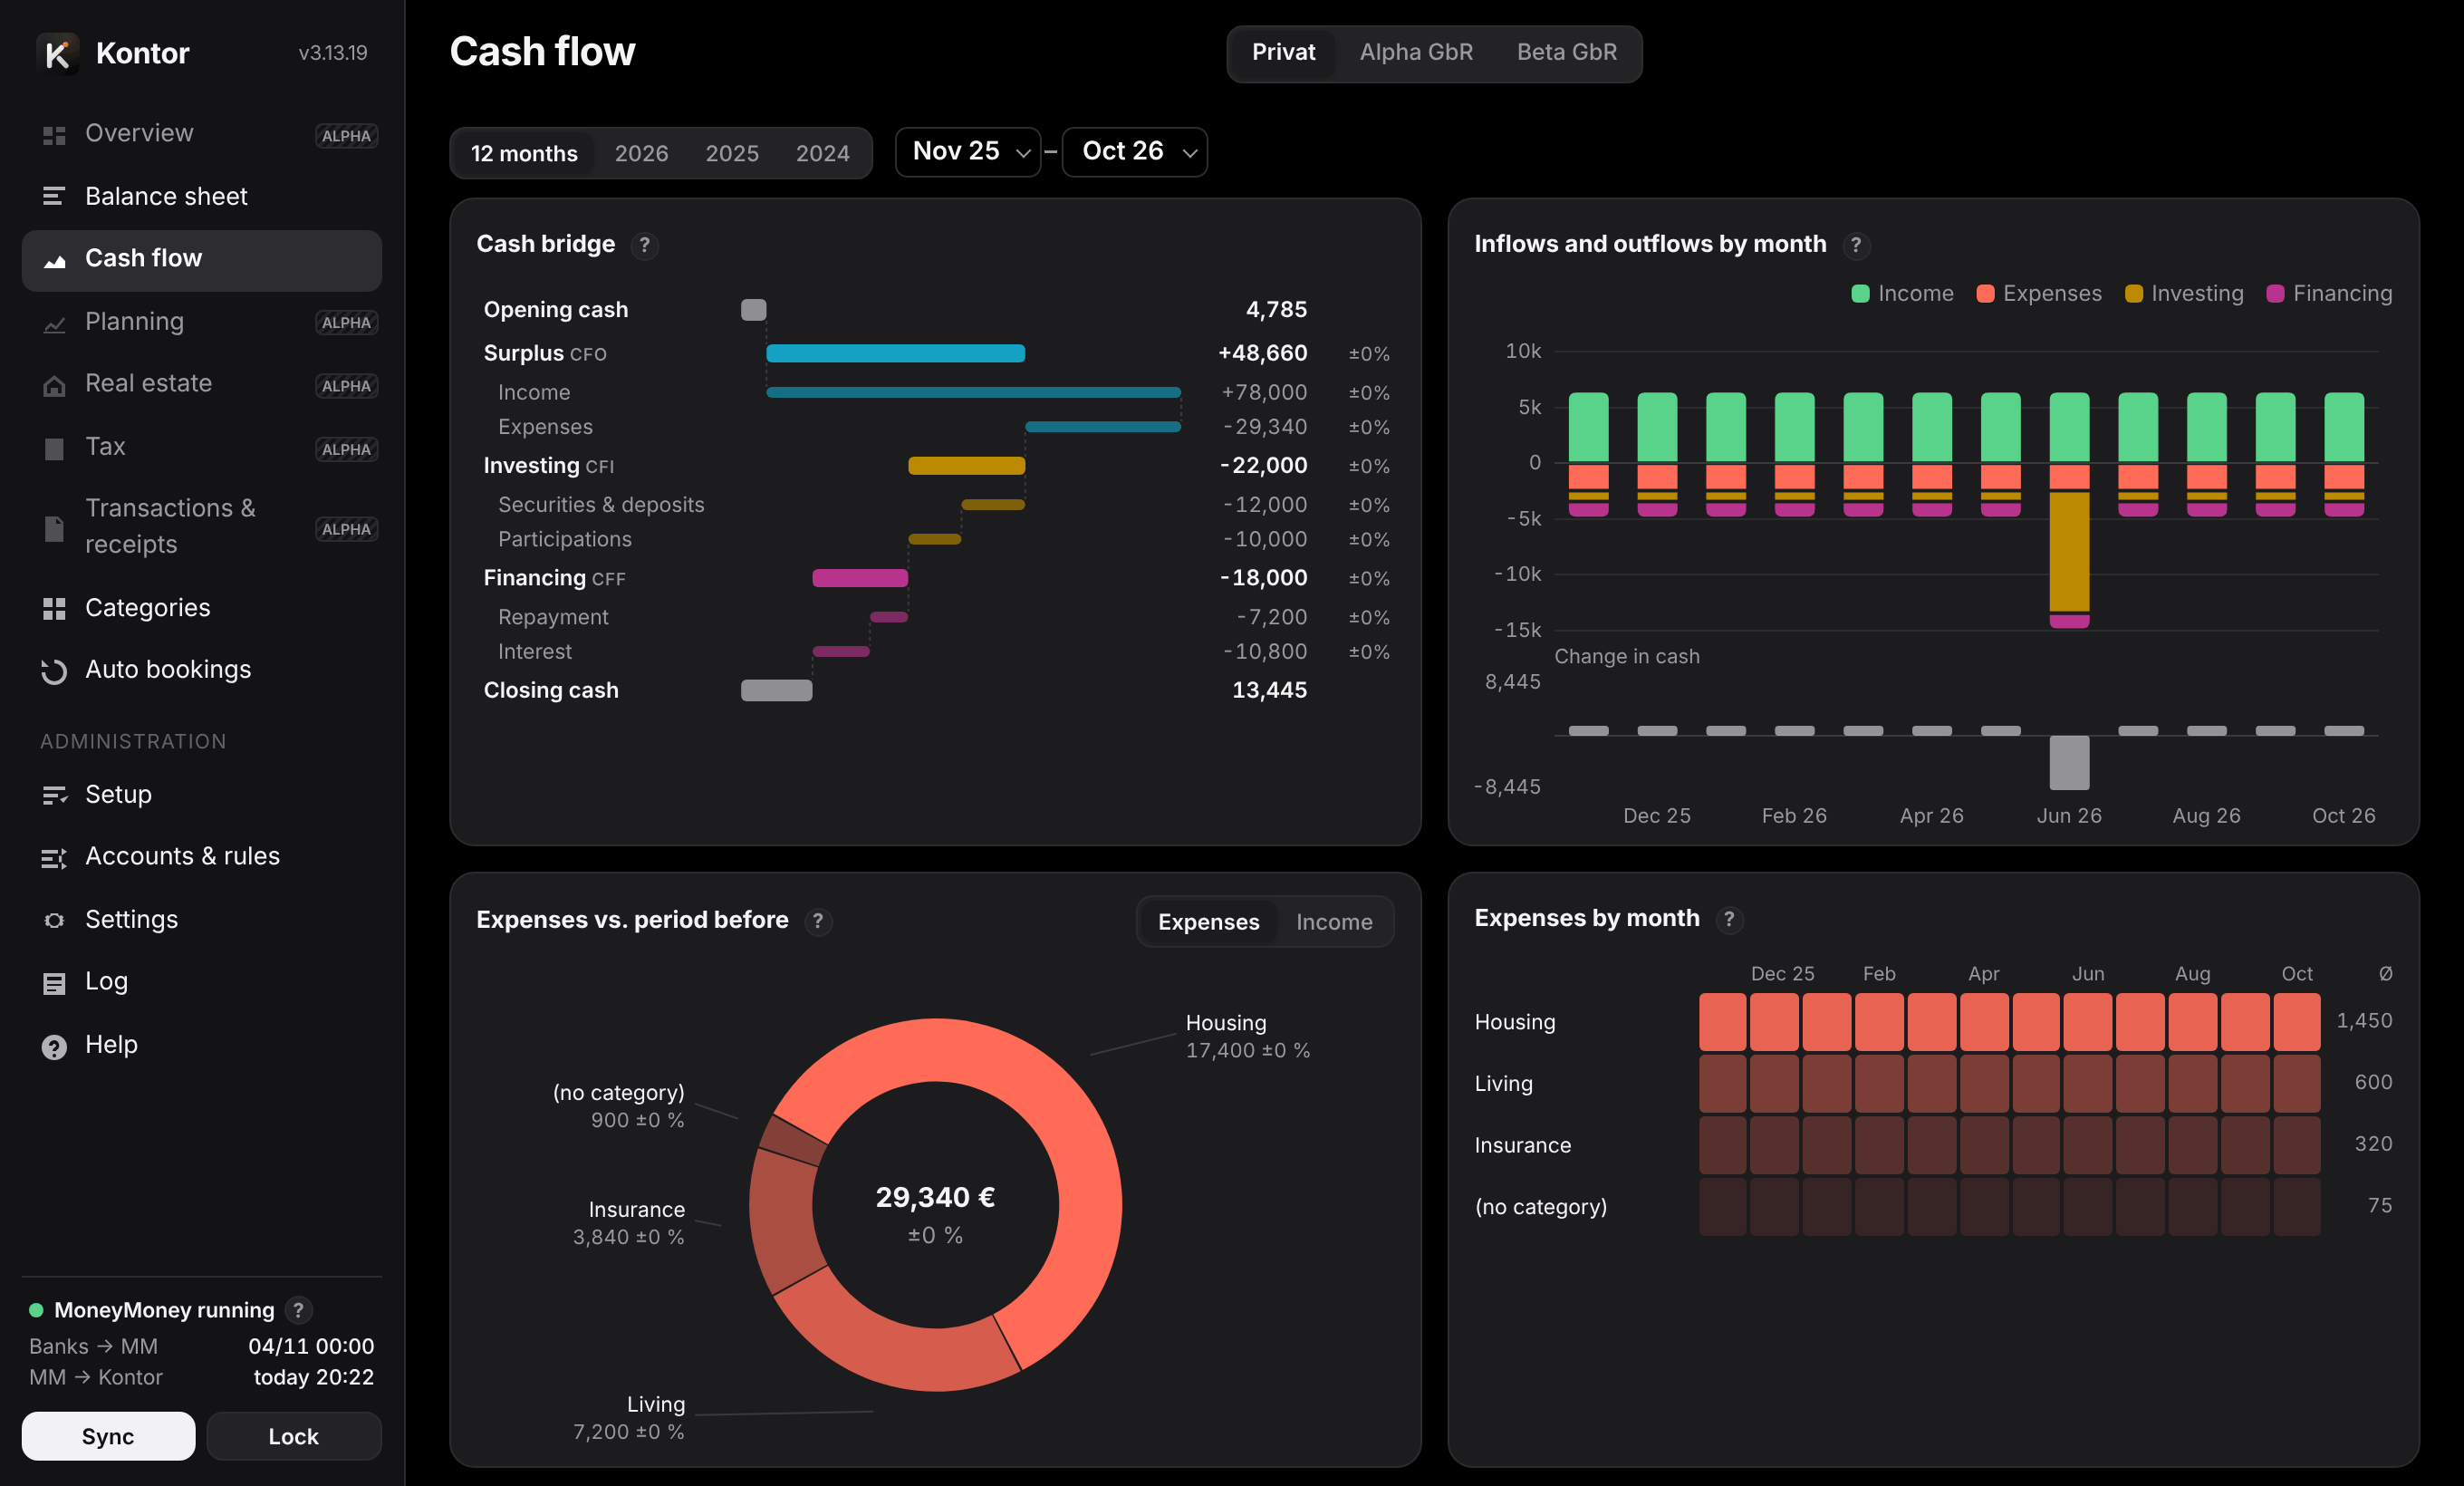 Kontor
v3.13.19
Overview
ALPHA
Balance sheet
Cash flow
Planning
ALPHA
Real estate
ALPHA
Tax
ALPHA
Transactions &
receipts
ALPHA
Categories
Auto bookings
ADMINISTRATION
Setup
Accounts & rules
Settings
Log
Help
MoneyMoney running ?
Banks → MM 04/11 00:00
MM → Kontor today 20:22
Sync
Lock
Cash flow
Privat Alpha GbR Beta GbR
12 months 2026 2025 2024
Nov 25 – Oct 26
Cash bridge ?
Opening cash 4,785
Surplus CFO +48,660 ±0%
Income +78,000 ±0%
Expenses -29,340 ±0%
Investing CFI -22,000 ±0%
Securities & deposits -12,000 ±0%
Participations -10,000 ±0%
Financing CFF -18,000 ±0%
Repayment -7,200 ±0%
Interest -10,800 ±0%
Closing cash 13,445
Inflows and outflows by month ?
Income Expenses Investing Financing
10k
5k
0
-5k
-10k
-15k
Change in cash
8,445
-8,445
Dec 25 Feb 26 Apr 26 Jun 26 Aug 26 Oct 26
Expenses vs. period before ?
Expenses Income
Housing
17,400 ±0 %
(no category)
900 ±0 %
Insurance
3,840 ±0 %
29,340 €
±0 %
Living
7,200 ±0 %
Expenses by month ?
Dec 25 Feb Apr Jun Aug Oct Ø
Housing 1,450
Living 600
Insurance 320
(no category) 75